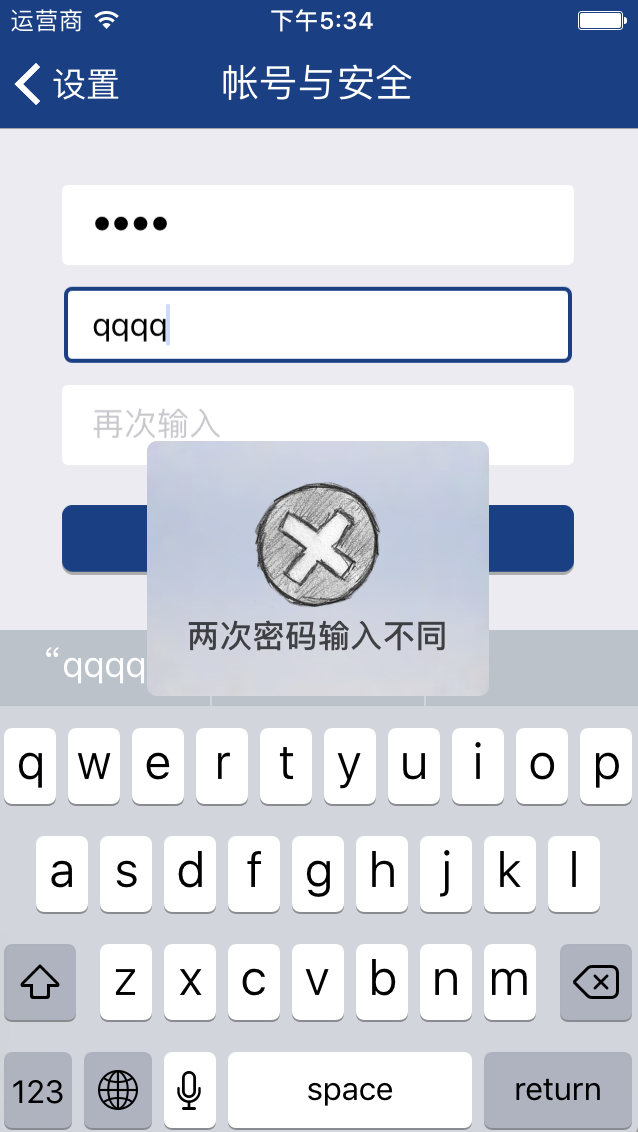 运营商 下午5:34
设置 帐号与安全
••••
qqqq
再次输入
两次密码输入不同
“qqqq
q w e r t y u i o p
a s d f g h j k l
z x c v b n m
123 space return